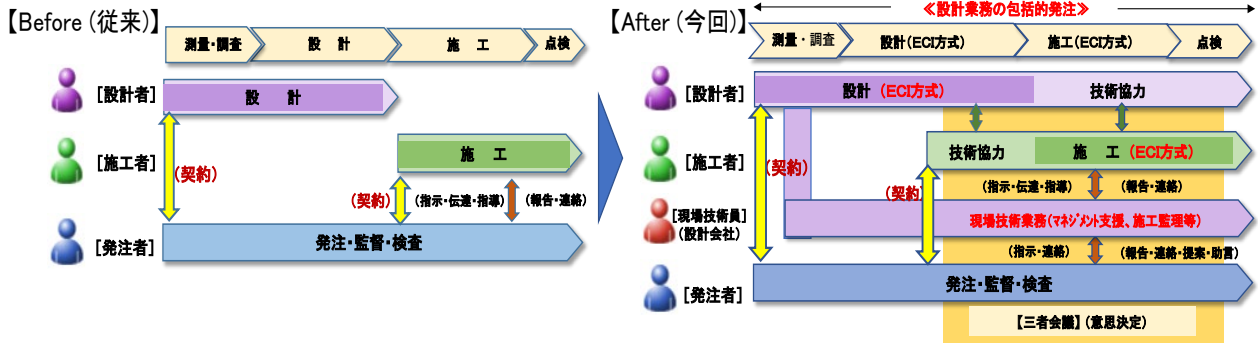 【Before (従来)】
測量・調査
設 計
施 工
点検
[設計者]
設 計
[施工者]
施 工
(契約)
(契約)
(指示・伝達・指導)
(報告・連絡)
[発注者]
発注・監督・検査
【After (今回)】
≪設計業務の包括的発注≫
測量・調査
設計(ECI方式)
施工(ECI方式)
点検
[設計者]
設計 (ECI方式)
技術協力
[施工者]
技術協力
施 工 (ECI方式)
(契約)
(契約)
(指示・伝達・指導)
(報告・連絡)
[現場技術員]
(設計会社)
現場技術業務(マネジメント支援、施工監理等)
(指示・連絡)
(報告・連絡・提案・助言)
[発注者]
発注・監督・検査
【三者会議】(意思決定)